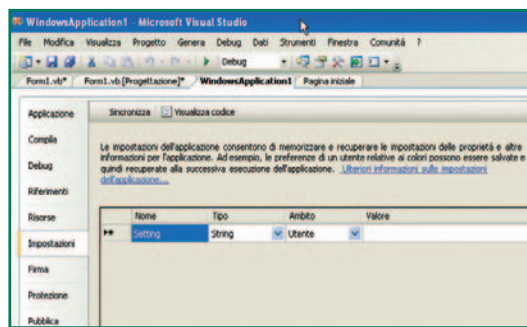 WindowsApplication1 - Microsoft Visual Studio
File Modifica Visualizza Progetto Genera Debug Dati Strumenti Finestra Comunità ?
Debug
Form1.vb* Form1.vb [Progettazione]* WindowsApplication1 Pagina iniziale
Applicazione
Compila
Debug
Riferimenti
Risorse
Impostazioni
Firma
Protezione
Pubblica
Sincronizza Visualizza codice
Le impostazioni dell'applicazione consentono di memorizzare e recuperare le impostazioni delle proprietà e altre
informazioni per l'applicazione. Ad esempio, le preferenze di un utente relative ai colori possono essere salvate e
quindi recuperate alla successiva esecuzione dell'applicazione. Ulteriori informazioni sulle impostazioni
dell'applicazione...
Nome Tipo Ambito Valore
Setting String Utente